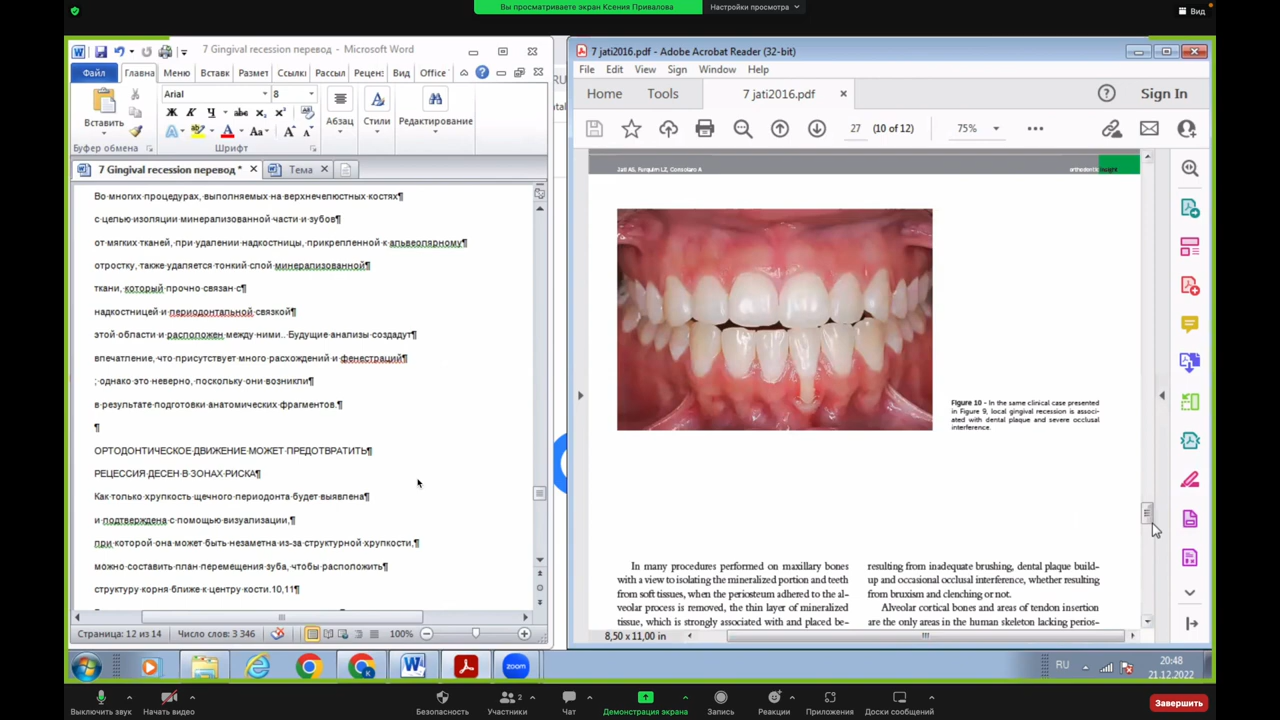 Вы просматриваете экран Ксения Привалова
Настройки просмотра
Вид
7 Gingival recession перевод - Microsoft Word
Файл
Главна
Меню
Вставк
Размет
Ссылкі
Рассыл
Рецен:
Вид
Office
Вставить
Буфер обмена
Arial
8
Ж К Ч abc x₂ x²
Шрифт
Абзац
Стили
Редактирование
7 Gingival recession перевод *
Тема
Во·многих·процедурах,·выполняемых·на·верхнечелюстных·костях¶
с·целью·изоляции·минерализованной·части·и·зубов¶
от·мягких·тканей,·при·удалении·надкостницы,·прикрепленной·к·альвеолярному¶
отростку,·также·удаляется·тонкий·слой·минерализованной¶
ткани,·который·прочно·связан·с¶
надкостницей·и·периодонтальной·связкой¶
этой·области·и·расположен·между·ними..·Будущие·анализы·создадут¶
впечатление,·что·присутствует·много·расхождений·и·фенестраций¶
;·однако·это·неверно,·поскольку·они·возникли¶
в·результате·подготовки·анатомических·фрагментов.¶
¶
ОРТОДОНТИЧЕСКОЕ·ДВИЖЕНИЕ·МОЖЕТ·ПРЕДОТВРАТИТЬ¶
РЕЦЕССИЯ·ДЕСЕН·В·ЗОНАХ·РИСКА¶
Как·только·хрупкость·щечного·периодонта·будет·выявлена¶
и·подтверждена·с·помощью·визуализации,¶
при·которой·она·может·быть·незаметна·из-за·структурной·хрупкости,¶
можно·составить·план·перемещения·зуба,·чтобы·расположить¶
структуру·корня·ближе·к·центру·кости.10,11¶
Страница: 12 из 14
Число слов: 3 346
100%
7 jati2016.pdf - Adobe Acrobat Reader (32-bit)
File Edit View Sign Window Help
Home
Tools
7 jati2016.pdf
Sign In
27 (10 of 12)
75%
Jati AS, Furquim LZ, Consolaro A
orthodontic insight
Figure 10 - In the same clinical case presented
in Figure 9, local gingival recession is associ-
ated with dental plaque and severe occlusal
interference.
In many procedures performed on maxillary bones
with a view to isolating the mineralized portion and teeth
from soft tissues, when the periosteum adhered to the al-
veolar process is removed, the thin layer of mineralized
tissue, which is strongly associated with and placed be-
resulting from inadequate brushing, dental plaque build-
up and occasional occlusal interference, whether resulting
from bruxism and clenching or not.
Alveolar cortical bones and areas of tendon insertion
are the only areas in the human skeleton lacking perios-
8,50 x 11,00 in
zoom
RU
20:48
21.12.2022
Выключить звук
Начать видео
Безопасность
2
Участники
Чат
Демонстрация экрана
Запись
Реакции
Приложения
Доски сообщений
Завершить